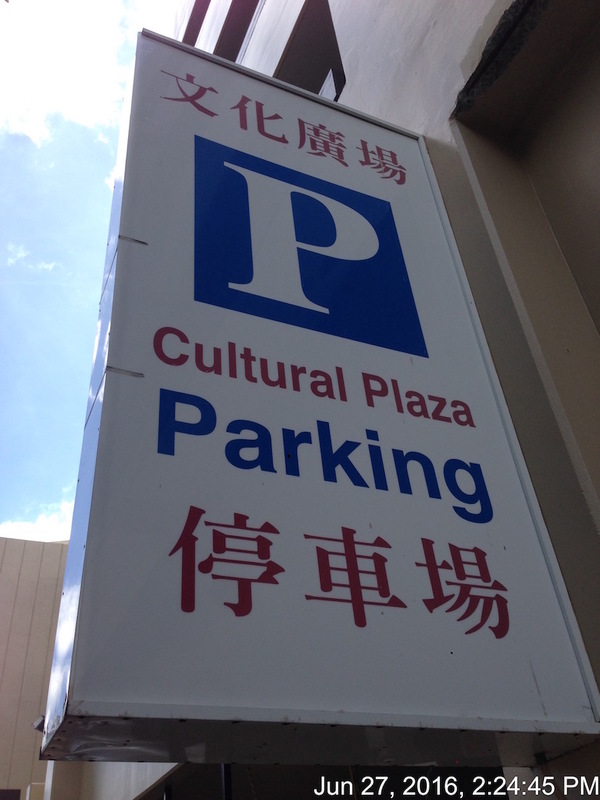 文化廣場
P
Cultural Plaza
Parking
停車場
Jun 27, 2016, 2:24:45 PM